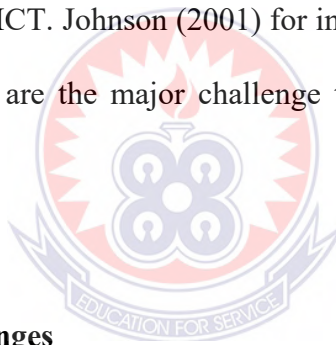 ICT. Johnson (2001) for in
are the major challenge
EDUCATION FOR SERVICE
nges